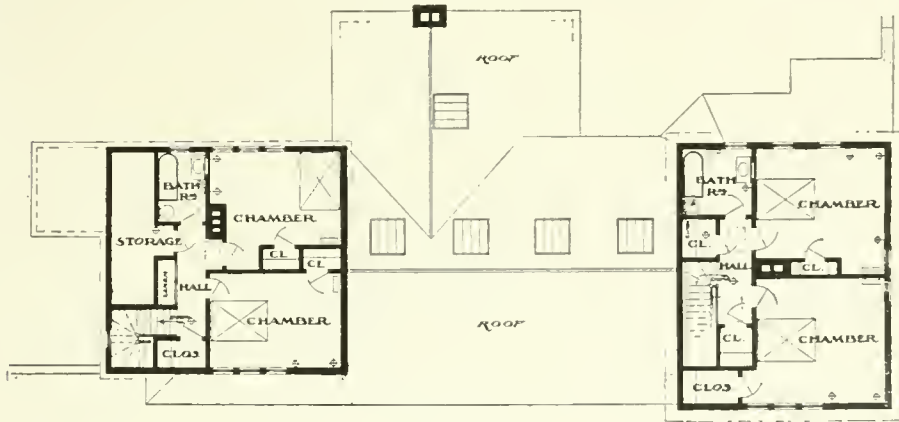 ROOF
BATH
RM
CHAMBER
STORAGE
CL.
CL
LINEN
HALL
CHAMBER
CLOS
ROOF
BATH
RM
CHAMBER
CL.
HALL
CL.
CHAMBER
CL.
CLOS